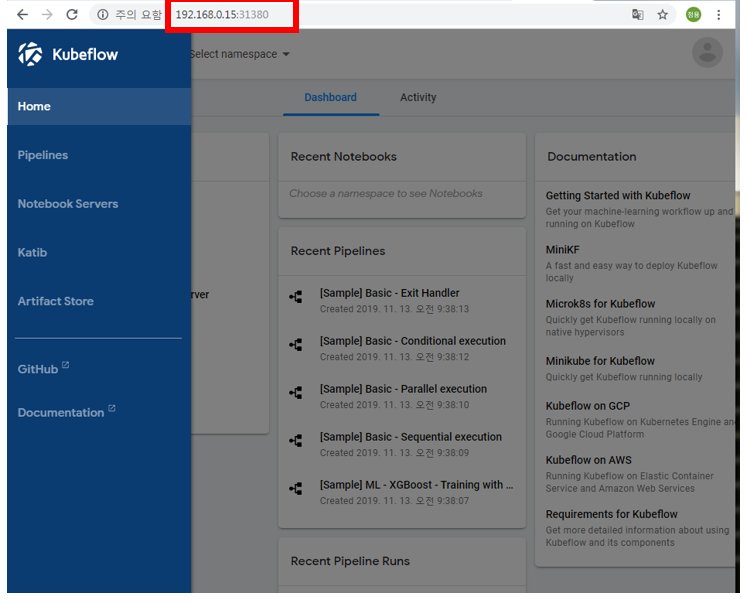 주의 요함
192.168.0.15:31380
정용
Kubeflow
Select namespace
Home
Pipelines
Notebook Servers
Katib
Artifact Store
GitHub
Documentation
Dashboard
Activity
rver
Recent Notebooks
Choose a namespace to see Notebooks
Recent Pipelines
[Sample] Basic - Exit Handler
Created 2019. 11. 13. 오전 9:38:13
[Sample] Basic - Conditional execution
Created 2019. 11. 13. 오전 9:38:12
[Sample] Basic - Parallel execution
Created 2019. 11. 13. 오전 9:38:10
[Sample] Basic - Sequential execution
Created 2019. 11. 13. 오전 9:38:09
[Sample] ML - XGBoost - Training with ...
Created 2019. 11. 13. 오전 9:38:07
Recent Pipeline Runs
Documentation
Getting Started with Kubeflow
Get your machine-learning workflow up and
running on Kubeflow
MiniKF
A fast and easy way to deploy Kubeflow
locally
Microk8s for Kubeflow
Quickly get Kubeflow running locally on
native hypervisors
Minikube for Kubeflow
Quickly get Kubeflow running locally
Kubeflow on GCP
Running Kubeflow on Kubernetes Engine and
Google Cloud Platform
Kubeflow on AWS
Running Kubeflow on Elastic Container
Service and Amazon Web Services
Requirements for Kubeflow
Get more detailed information about using
Kubeflow and its components